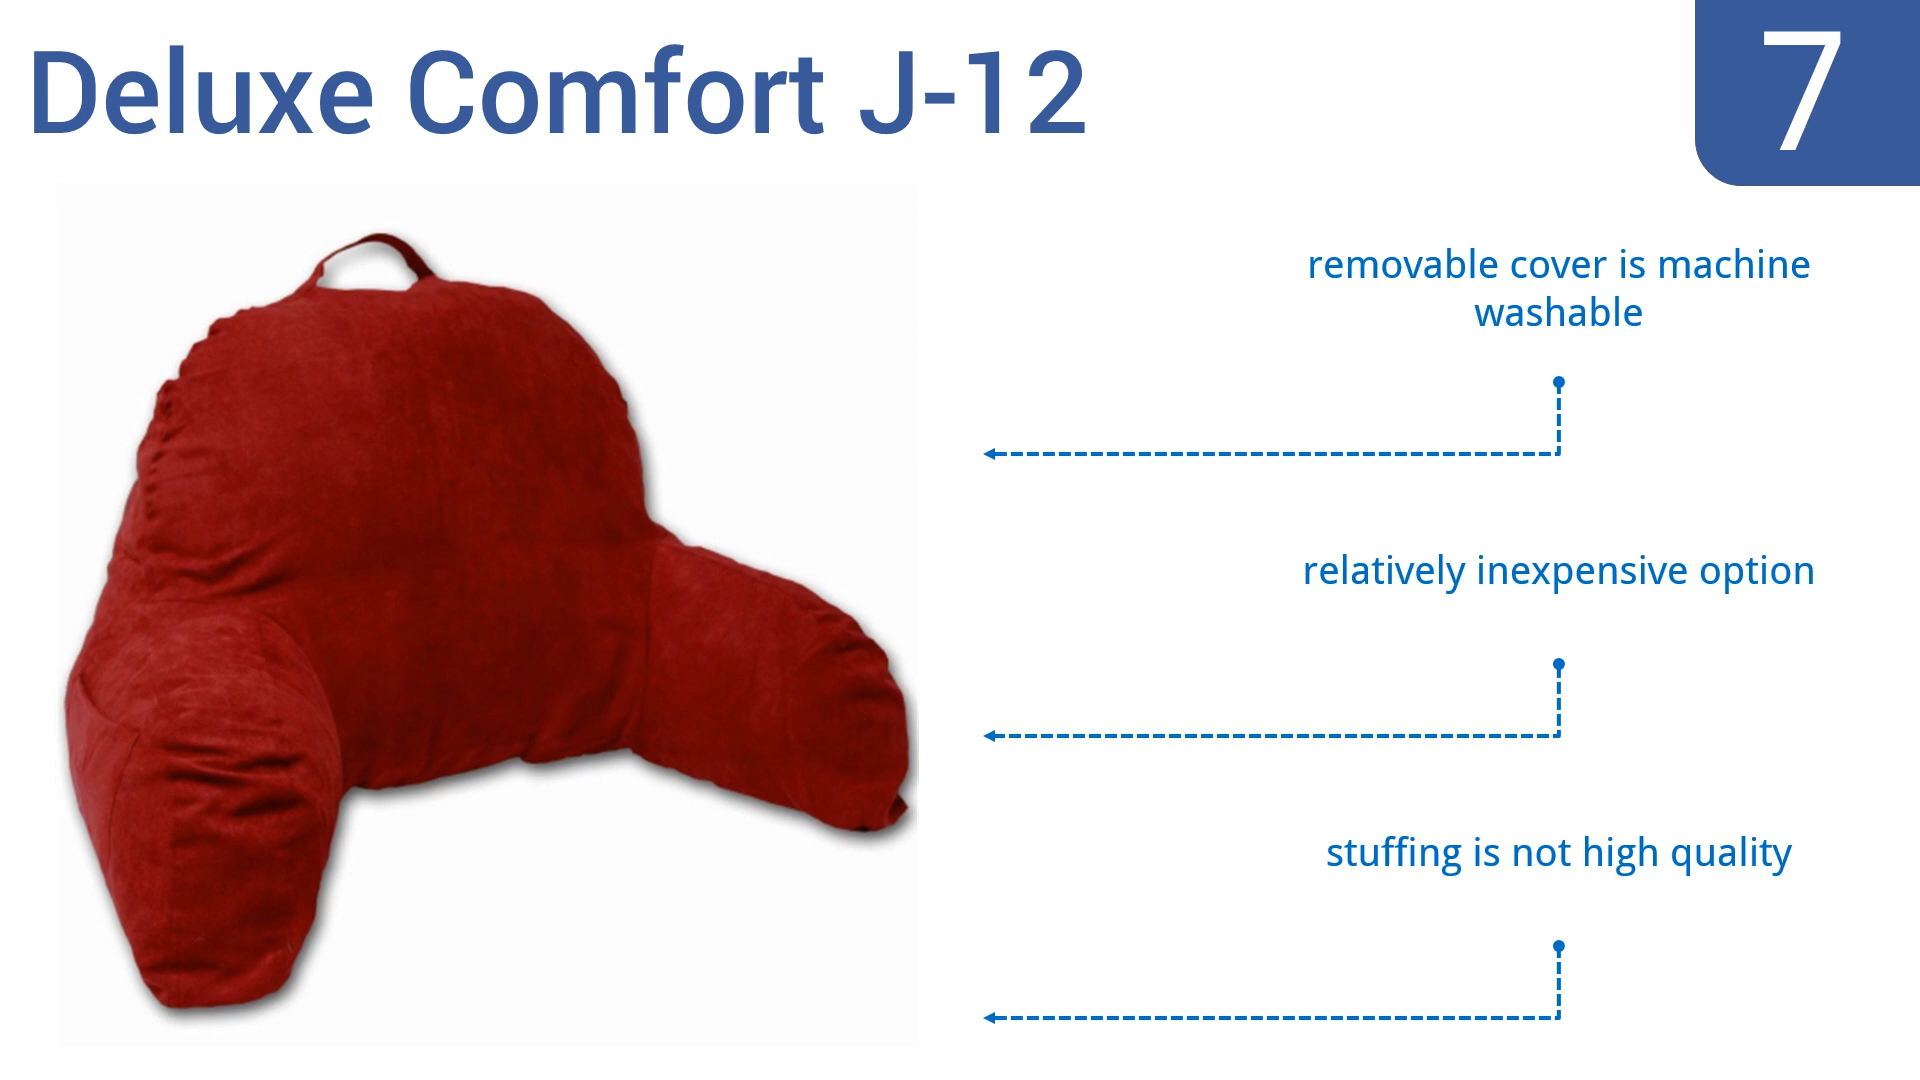 Deluxe Comfort J-12
7
removable cover is machine
washable
relatively inexpensive option
stuffing is not high quality